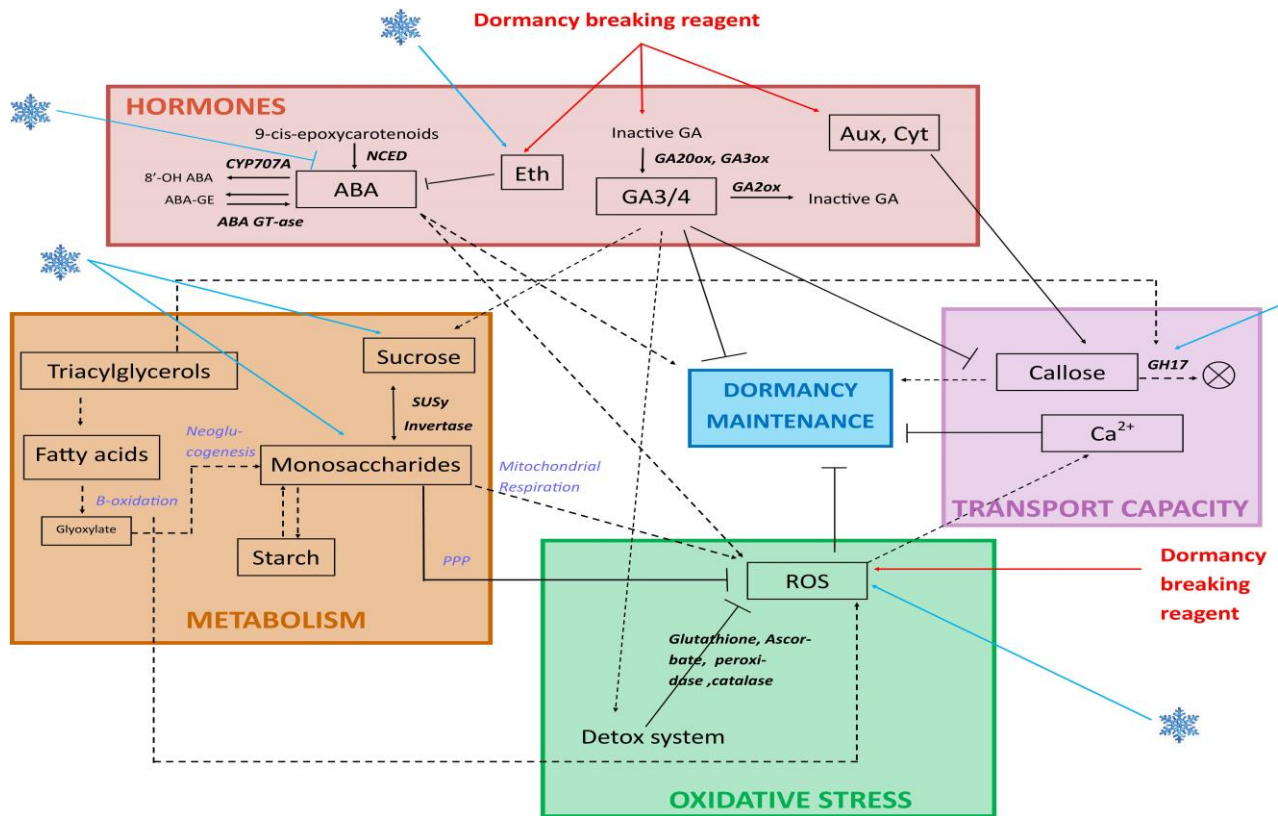 Dormancy breaking reagent
HORMONES
9-cis-epoxycarotenoids
CYP707A
NCED
8'-OH ABA
ABA
ABA-GE
ABA GT-ase
Eth
Inactive GA
GA20ox, GA3ox
GA3/4
GA2ox
Inactive GA
Aux, Cyt
Triacylglycerols
Sucrose
SUSy
Invertase
Fatty acids
Neoglu-
cogenesis
Monosaccharides
B-oxidation
Glyoxylate
Starch
Mitochondrial
Respiration
PPP
METABOLISM
DORMANCY
MAINTENANCE
Callose
GH17
Ca2+
TRANSPORT CAPACITY
ROS
Dormancy
breaking
reagent
Glutathione, Ascor-
bate, peroxi-
dase ,catalase
Detox system
OXIDATIVE STRESS